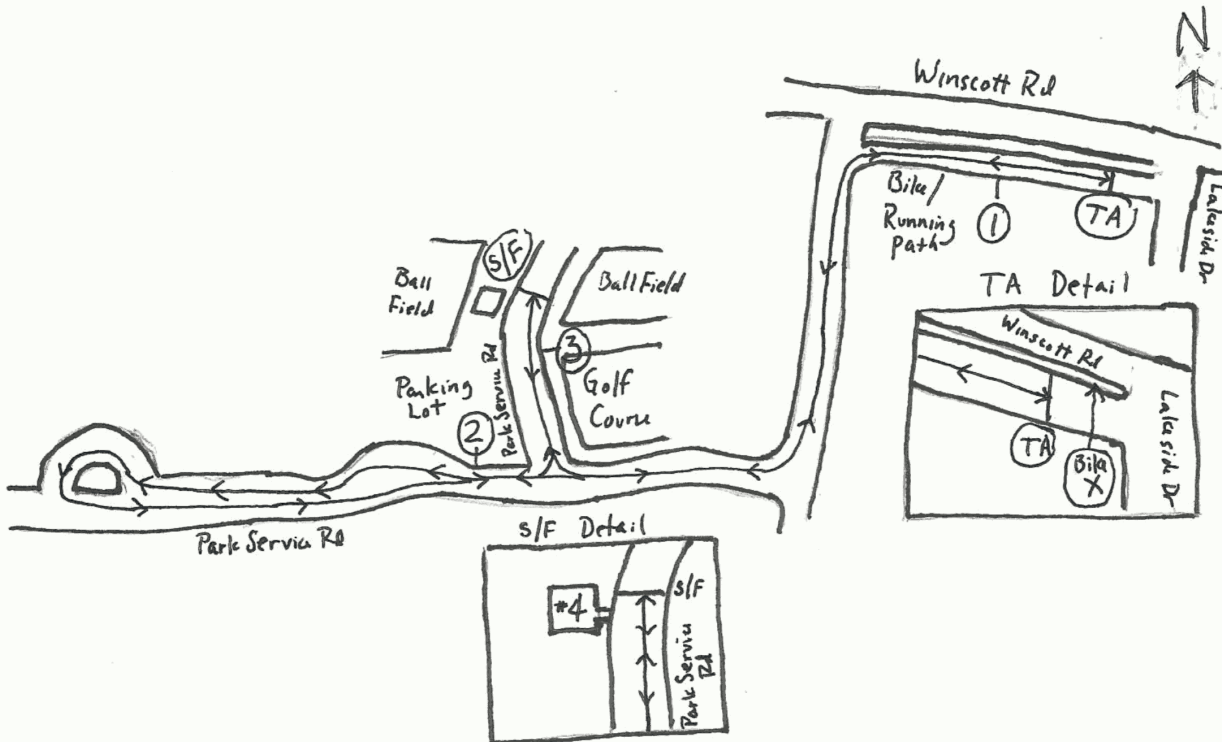 N
Winscott Rd
Lakeside Dr
Bike/
Running
Path
1
TA
S/F
Ball
Field
Ball Field
3
Parking
Lot
Park Service Rd
Golf
Course
2
Park Service Rd
TA Detail
Winscott Rd
TA
Bike
X
Lakeside Dr
S/F Detail
#4
S/F
Park Service
Rd